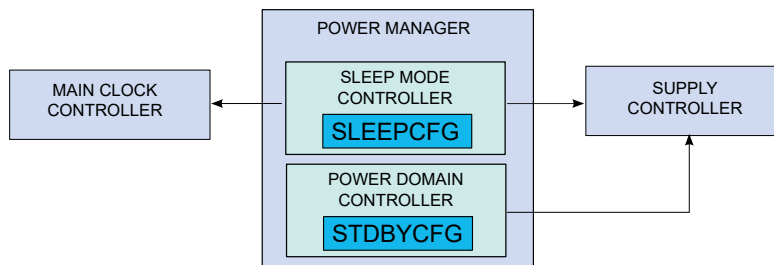 POWER MANAGER
MAIN CLOCK
CONTROLLER
SLEEP MODE
CONTROLLER
SLEEPCFG
SUPPLY
CONTROLLER
POWER DOMAIN
CONTROLLER
STDBYCFG